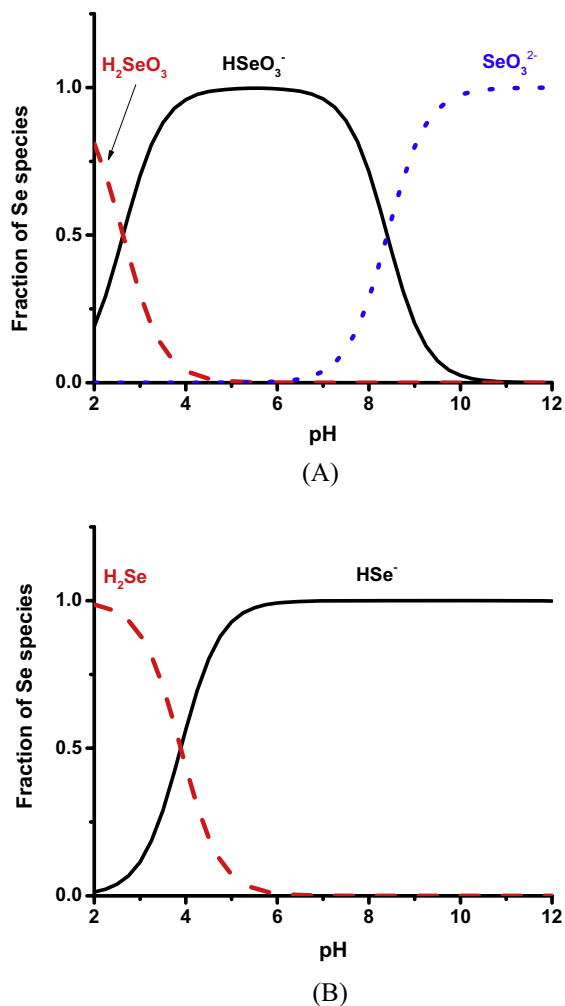 H₂SeO₃
HSeO₃⁻
SeO₃²⁻
Fraction of Se species
1.0
0.5
0.0
2 4 6 8 10 12
pH
(A)
H₂Se
HSe⁻
Fraction of Se species
1.0
0.5
0.0
2 4 6 8 10 12
pH
(B)